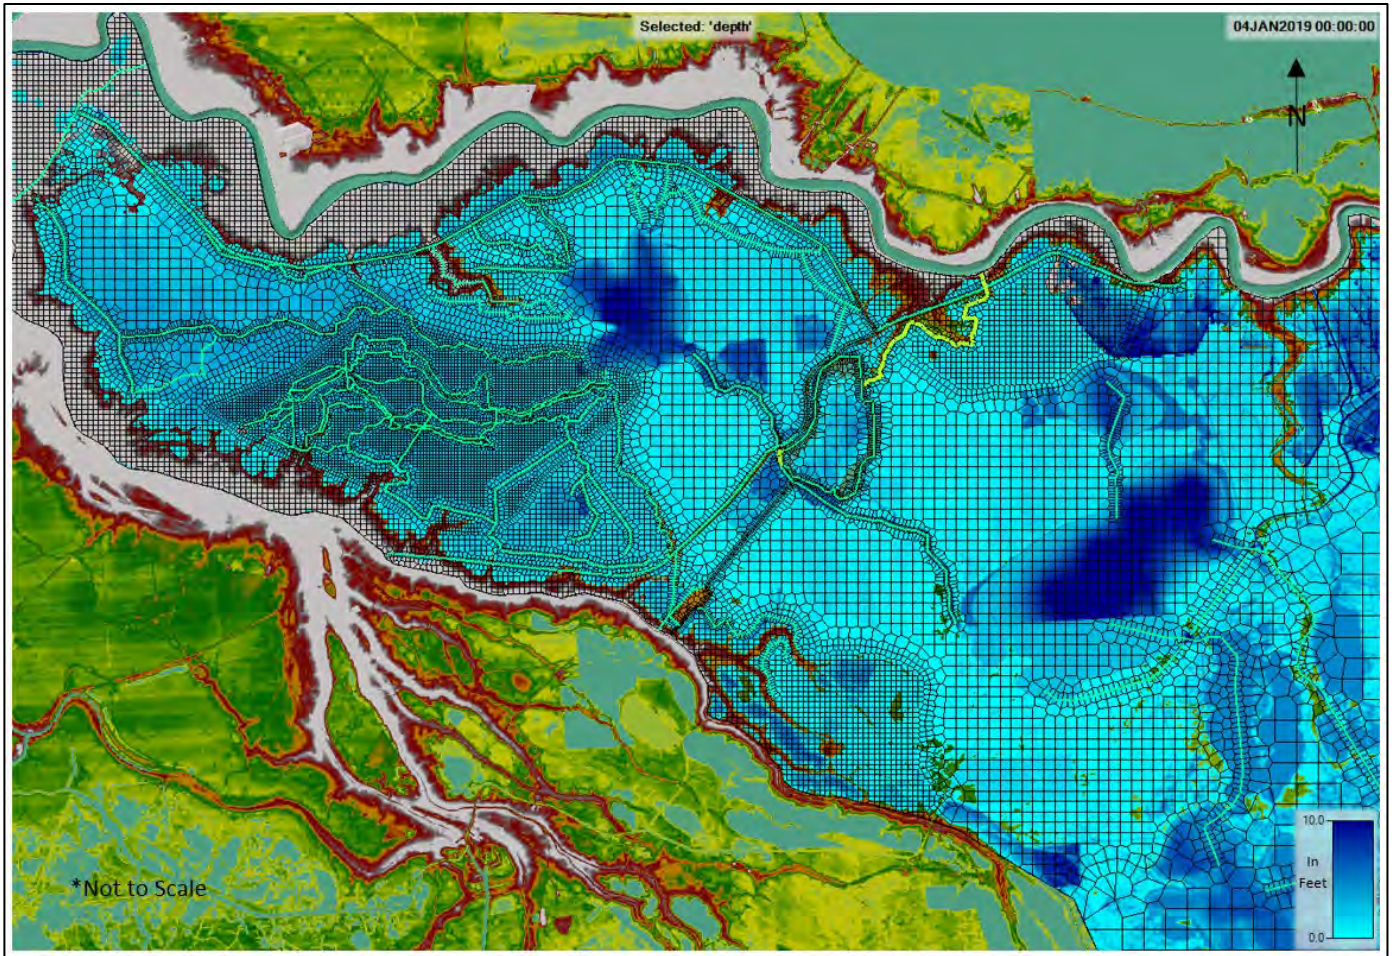 Selected: 'depth'
04JAN2019 00:00:00
N
*Not to Scale
10.0
In
Feet
0.0